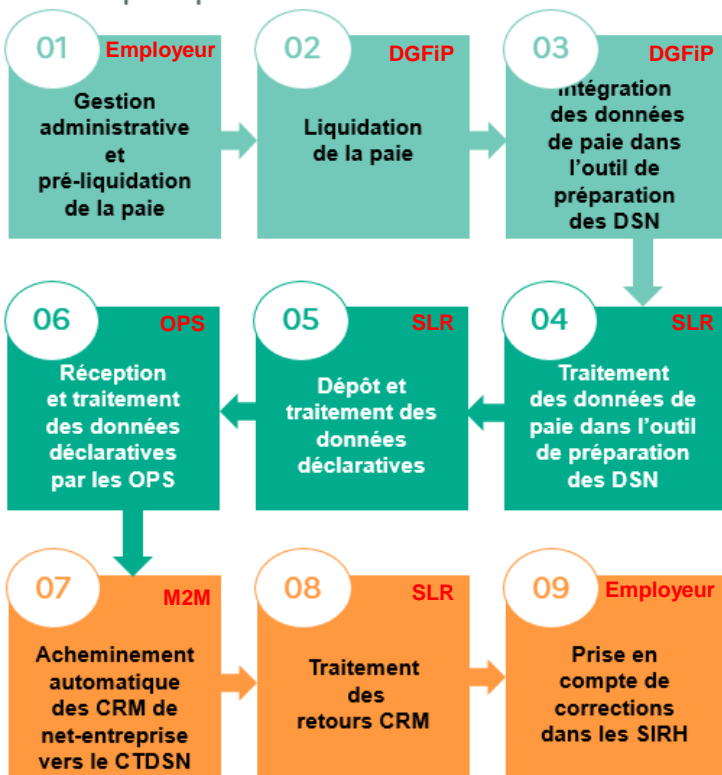 01 Employeur
Gestion
administrative
et
pré-liquidation
de la paie
02 DGFiP
Liquidation
de la paie
03 DGFiP
Intégration
des données
de paie dans
l'outil de
préparation
des DSN
06 OPS
Réception
et traitement
des données
déclaratives
par les OPS
05 SLR
Dépôt et
traitement des
données
déclaratives
04 SLR
Traitement
des données de
paie dans l'outil
de préparation
des DSN
07 M2M
Acheminement
automatique
des CRM de
net-entreprise
vers le CTDSN
08 SLR
Traitement
des
retours CRM
09 Employeur
Prise en
compte de
corrections
dans les SIRH